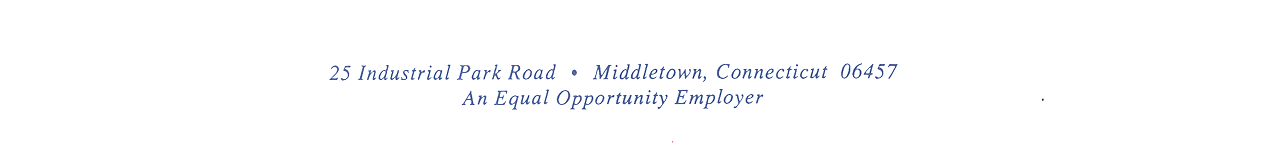 25 Industrial Park Road • Middletown, Connecticut 06457
An Equal Opportunity Employer